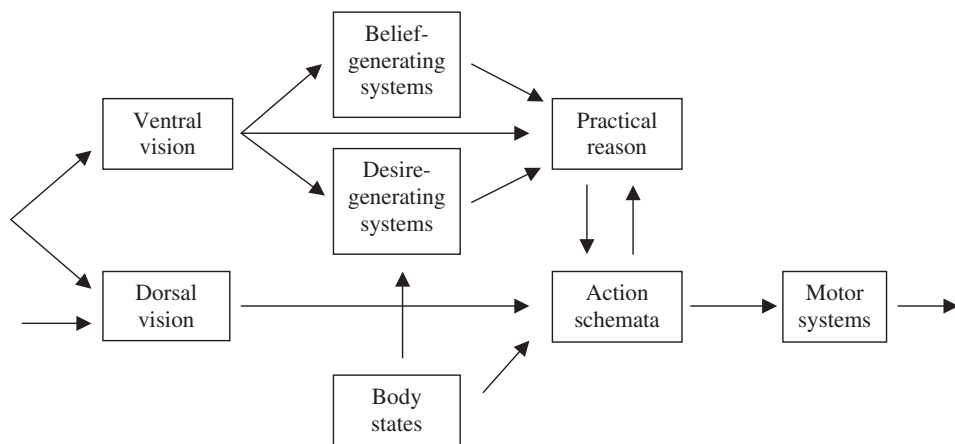 Belief-
generating
systems
Ventral
vision
Practical
reason
Desire-
generating
systems
Dorsal
vision
Action
schemata
Motor
systems
Body
states